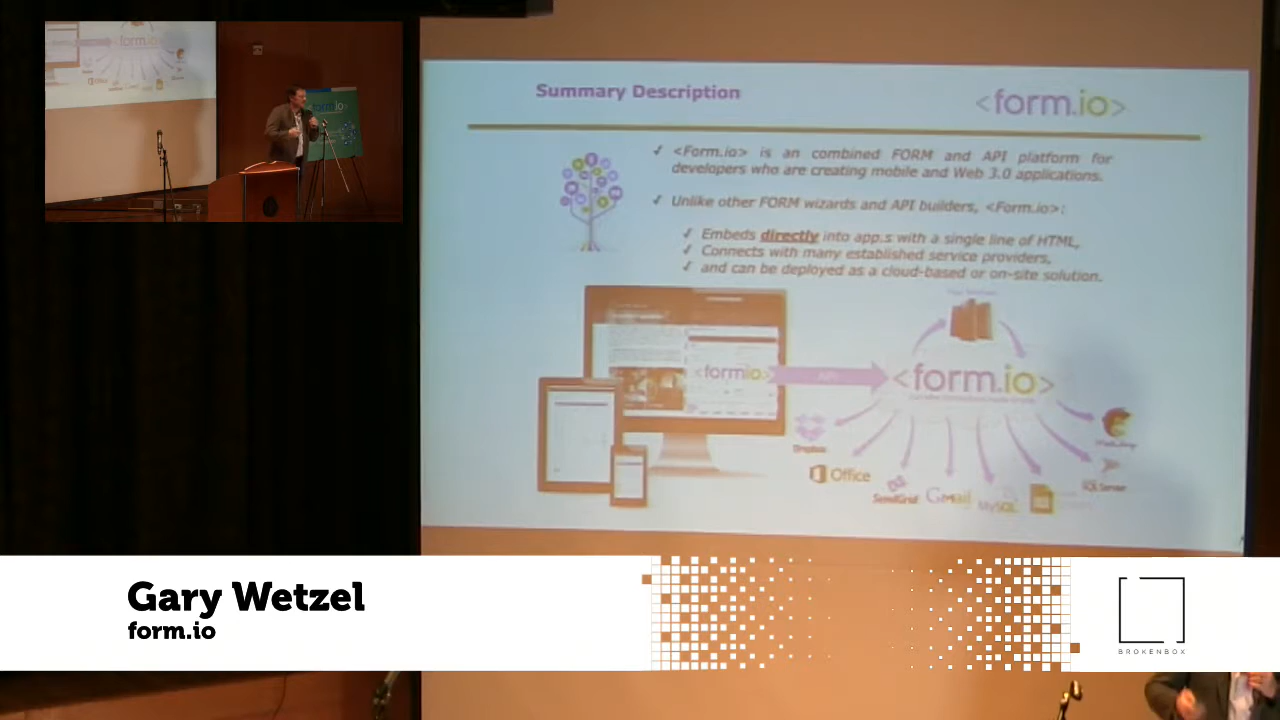 form.io
form.io>
Summary Description
<form.io>
✓ <Form.io> is an combined FORM and API platform for
developers who are creating mobile and Web 3.0 applications.
✓ Unlike other FORM wizards and API builders, <Form.io>:
✓ Embeds directly into app.s with a single line of HTML,
✓ Connects with many established service providers,
✓ and can be deployed as a cloud-based or on-site solution.
<formio>
API
<form.io>
Dropbox
Office
SendGrid
Gmail
MySQL
SQL Server
MailChimp
Gary Wetzel
form.io
BROKENBOX